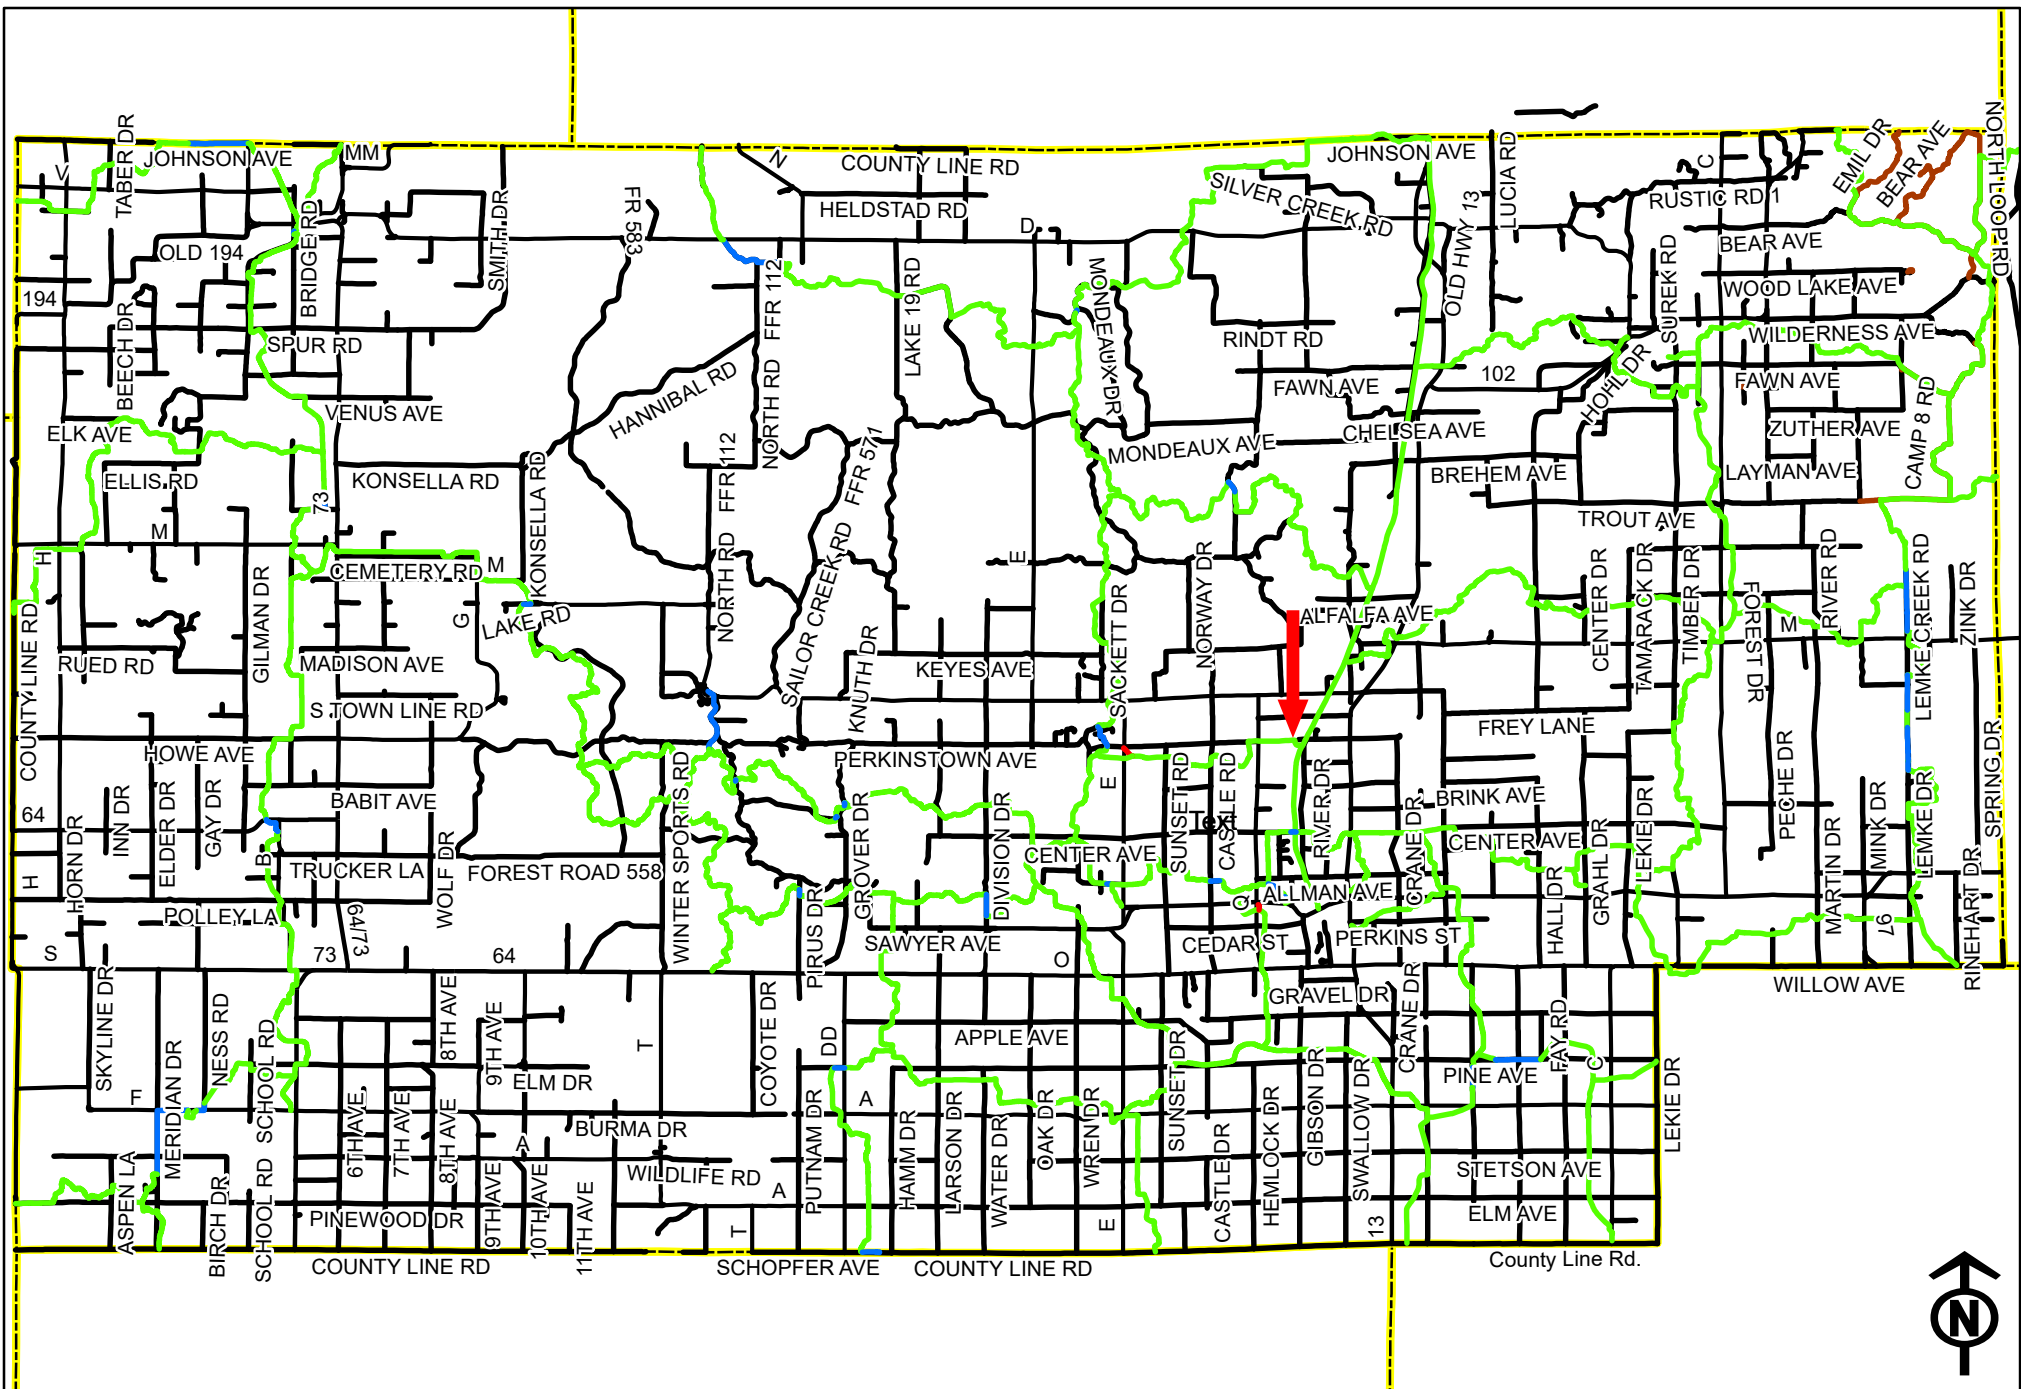 JOHNSON AVE
MM
N
COUNTY LINE RD
JOHNSON AVE
LUCIA RD
C
EMIL DR
BEAR AVE
NORTH LOOP RD
V
TABER DR
HELDSTAD RD
SILVER CREEK RD
RUSTIC RD 1
OLD 194
BRIDGE RD
SMITH DR
FR 583
D
OLD HWY 13
BEAR AVE
194
BEECH DR
FFR 112
LAKE 19 RD
MONDEAUX DR
SUREK RD
WOOD LAKE AVE
SPUR RD
RINDT RD
WILDERNESS AVE
HANNIBAL RD
FAWN AVE
102
HOHL DR
FAWN AVE
VENUS AVE
NORTH RD
ELK AVE
MONDEAUX AVE
CHELSEA AVE
ZUTHER AVE
CAMP 8 RD
ELLIS RD
KONSELLA RD
KONSELLA RD
FFR 112
FFR 571
BREHEM AVE
LAYMAN AVE
73
M
TROUT AVE
H
CEMETERY RD
M
NORTH RD
SAILOR CREEK RD
E
NORWAY DR
CENTER DR
TAMARACK DR
TIMBER DR
FOREST DR
RIVER RD
LEMKE CREEK RD
ZINK DR
COUNTY LINE RD
GILMAN DR
G
LAKE RD
SACKETT DR
ALFALFA AVE
M
RUED RD
MADISON AVE
KNUTH DR
KEYES AVE
S TOWN LINE RD
FREY LANE
HOWE AVE
PERKINSTOWN AVE
PECHE DR
SPRING DR
64
INN DR
ELDER DR
GAY DR
BABIT AVE
WINTER SPORTS RD
E
SUNSET RD
CASTLE RD
Text
RIVER DR
CRANE DR
BRINK AVE
LEKIE DR
MINK DR
LEMKE DR
H
HORN DR
B
TRUCKER LA
WOLF DR
FOREST ROAD 558
GROVER DR
DIVISION DR
CENTER AVE
CENTER AVE
GRAHL DR
MARTIN DR
POLLEY LA
64/73
PIRUS DR
Q
ALLMAN AVE
HALL DR
97
RINEHART DR
S
73
64
SAWYER AVE
O
CEDAR ST
PERKINS ST
WILLOW AVE
SKYLINE DR
NESS RD
SCHOOL RD
8TH AVE
9TH AVE
T
COYOTE DR
DD
APPLE AVE
GRAVEL DR
CRANE DR
FAY RD
MERIDIAN DR
F
ELM DR
A
SUNSET DR
PINE AVE
C
LEKIE DR
SCHOOL RD
6TH AVE
7TH AVE
8TH AVE
A
BURMA DR
PUTNAM DR
HAMM DR
LARSON DR
WATER DR
OAK DR
WREN DR
HEMLOCK DR
GIBSON DR
SWALLOW DR
ASPEN LA
BIRCH DR
WILDLIFE RD
A
CASTLE DR
STETSON AVE
PINEWOOD DR
9TH AVE
10TH AVE
11TH AVE
T
E
13
ELM AVE
COUNTY LINE RD
SCHOPFER AVE
COUNTY LINE RD
County Line Rd.
N